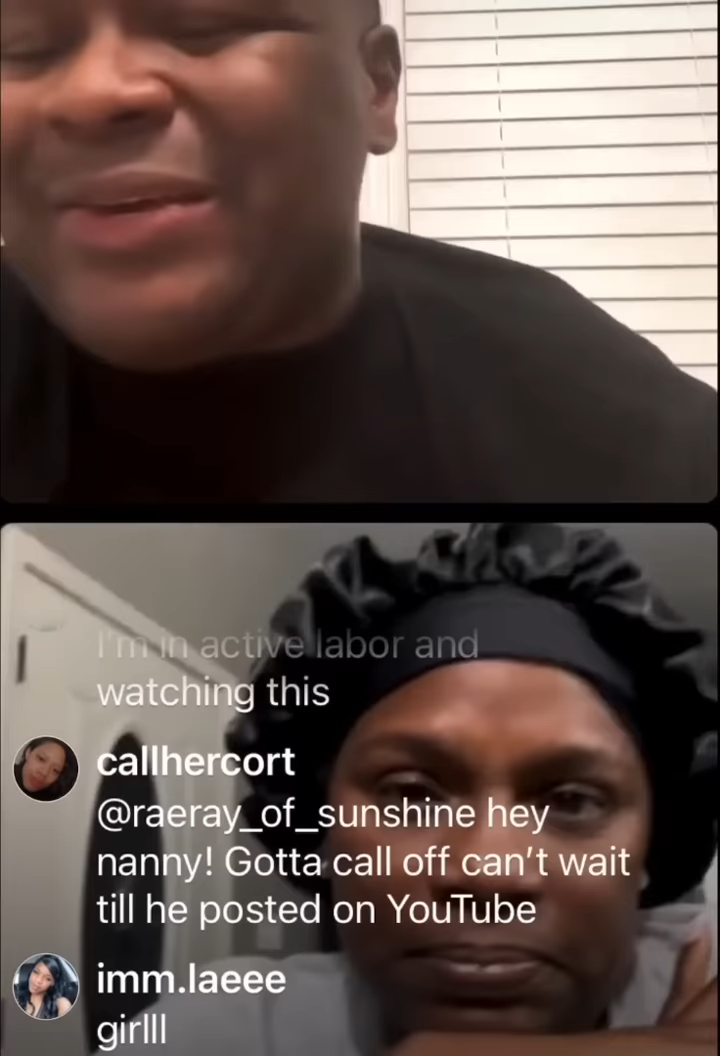 I'm in active labor and
watching this
callhercort
@raeray_of_sunshine hey
nanny! Gotta call off can't wait
till he posted on YouTube
imm.laeee
girlll